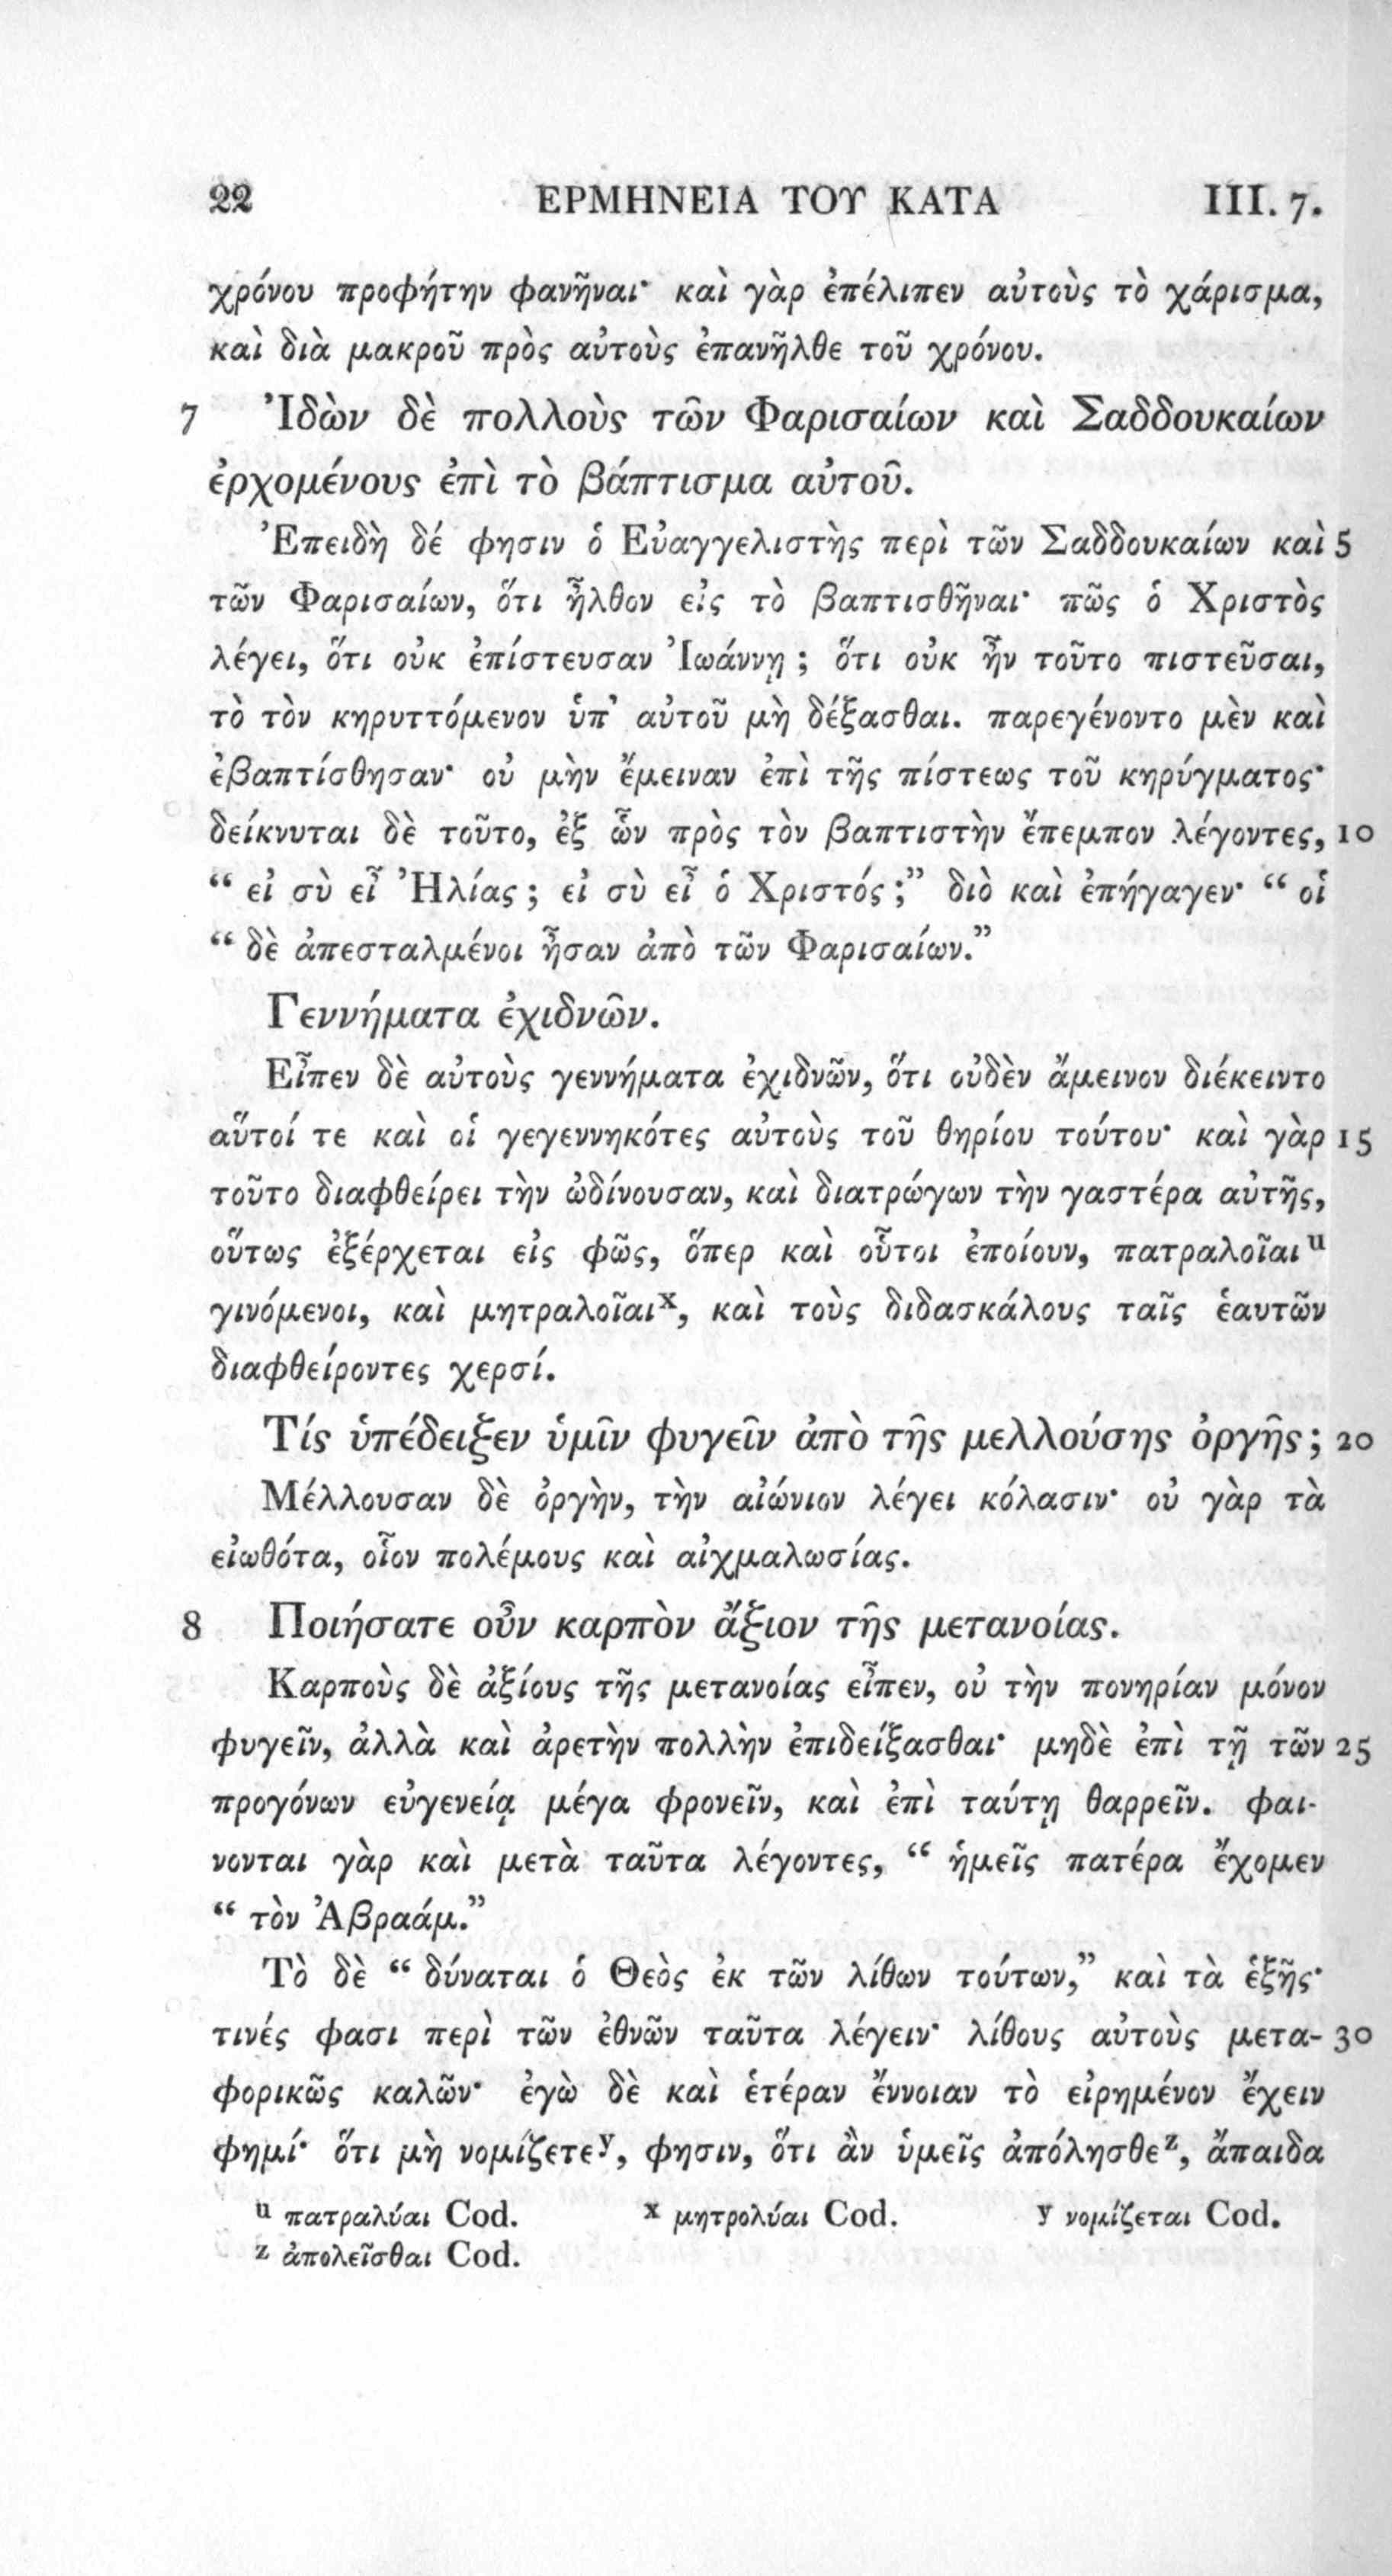 22 ΕΡΜΗΝΕΙΑ ΤΟΥ ΚΑΤΑ III. 7.
χρόνου προφήτην φανῆναι· καὶ γὰρ ἐπέλιπεν αὐτοὺς τὸ χάρισμα,
καὶ διὰ μακροῦ πρὸς αὐτοὺς ἐπανῆλθε τοῦ χρόνου.
7 Ἰδὼν δὲ πολλοὺς τῶν Φαρισαίων καὶ Σαδδουκαίων
ἐρχομένους ἐπὶ τὸ βάπτισμα αὐτοῦ.
Ἐπειδὴ δέ φησιν ὁ Εὐαγγελιστὴς περὶ τῶν Σαδδουκαίων καὶ 5
τῶν Φαρισαίων, ὅτι ἦλθον εἰς τὸ βαπτισθῆναι· πῶς ὁ Χριστὸς
λέγει, ὅτι οὐκ ἐπίστευσαν Ἰωάννῃ ; ὅτι οὐκ ἦν τοῦτο πιστεῦσαι,
τὸ τὸν κηρυττόμενον ὑπ’ αὐτοῦ μὴ δέξασθαι. παρεγένοντο μὲν καὶ
ἐβαπτίσθησαν· οὐ μὴν ἔμειναν ἐπὶ τῆς πίστεως τοῦ κηρύγματος·
δείκνυται δὲ τοῦτο, ἐξ ὧν πρὸς τὸν βαπτιστὴν ἔπεμπον λέγοντες, 10
“ εἰ σὺ εἶ Ἡλίας ; εἰ σὺ εἶ ὁ Χριστός ;” διὸ καὶ ἐπήγαγεν· “ οἱ
“ δὲ ἀπεσταλμένοι ἦσαν ἀπὸ τῶν Φαρισαίων.”
Γεννήματα ἐχιδνῶν.
Εἶπεν δὲ αὐτοὺς γεννήματα ἐχιδνῶν, ὅτι οὐδὲν ἄμεινον διέκειντο
αὕτοί τε καὶ οἱ γεγεννηκότες αὐτοὺς τοῦ θηρίου τούτου· καὶ γὰρ 15
τοῦτο διαφθείρει τὴν ὠδίνουσαν, καὶ διατρώγων τὴν γαστέρα αὐτῆς,
οὕτως ἐξέρχεται εἰς φῶς, ὅπερ καὶ οὗτοι ἐποίουν, πατραλοῖαι u
γινόμενοι, καὶ μητραλοῖαι x, καὶ τοὺς διδασκάλους ταῖς ἑαυτῶν
διαφθείροντες χερσί.
Τίς ὑπέδειξεν ὑμῖν φυγεῖν ἀπὸ τῆς μελλούσης ὀργῆς ; 20
Μέλλουσαν δὲ ὀργὴν, τὴν αἰώνιον λέγει κόλασιν· οὐ γὰρ τὰ
εἰωθότα, οἷον πολέμους καὶ αἰχμαλωσίας.
8 Ποιήσατε οὖν καρπὸν ἄξιον τῆς μετανοίας.
Καρποὺς δὲ ἀξίους τῆς μετανοίας εἶπεν, οὐ τὴν πονηρίαν μόνον
φυγεῖν, ἀλλὰ καὶ ἀρετὴν πολλὴν ἐπιδείξασθαι· μηδὲ ἐπὶ τῇ τῶν 25
προγόνων εὐγενείᾳ μέγα φρονεῖν, καὶ ἐπὶ ταύτῃ θαρρεῖν. φαι-
νονται γὰρ καὶ μετὰ ταῦτα λέγοντες, “ ἡμεῖς πατέρα ἔχομεν
“ τὸν Ἀβραάμ.”
Τὸ δὲ “ δύναται ὁ Θεὸς ἐκ τῶν λίθων τούτων,” καὶ τὰ ἑξῆς·
τινές φασι περὶ τῶν ἐθνῶν ταῦτα λέγειν· λίθους αὐτοὺς μετα- 30
φορικῶς καλῶν· ἐγὼ δὲ καὶ ἑτέραν ἔννοιαν τὸ εἰρημένον ἔχειν
φημί· ὅτι μὴ νομίζετε y, φησιν, ὅτι ἂν ὑμεῖς ἀπόλησθε z, ἄπαιδα
u πατραλύαι Cod. x μητρολύαι Cod. y νομίζεται Cod.
z ἀπολεῖσθαι Cod.